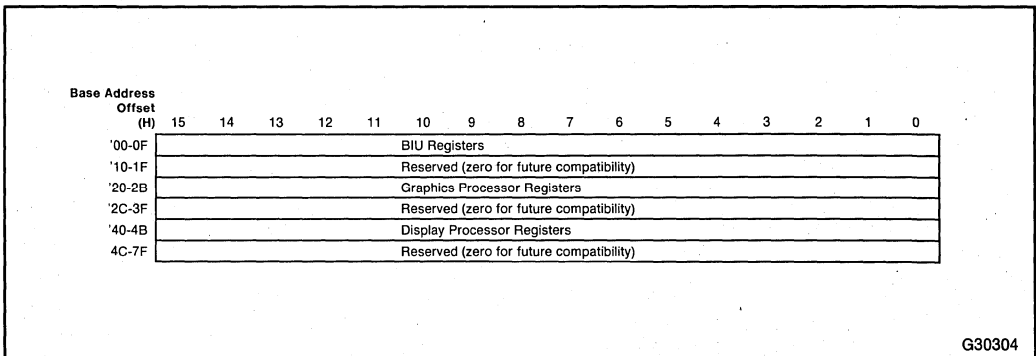 Base Address
Offset
(H) 15 14 13 12 11 10 9 8 7 6 5 4 3 2 1 0
'00-0F BIU Registers
'10-1F Reserved (zero for future compatibility)
'20-2B Graphics Processor Registers
'2C-3F Reserved (zero for future compatibility)
'40-4B Display Processor Registers
4C-7F Reserved (zero for future compatibility)
G30304